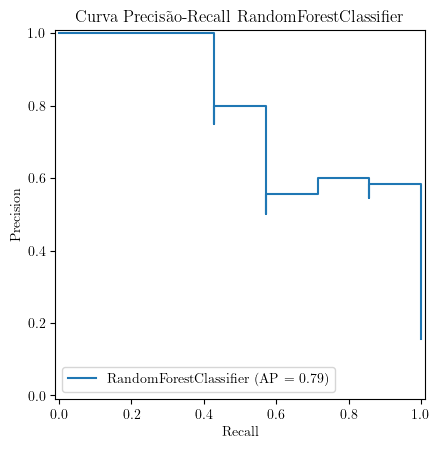 Curva Precisão-Recall RandomForestClassifier
1.0
0.8
0.6
0.4
0.2
0.0
Precision
RandomForestClassifier (AP = 0.79)
0.0 0.2 0.4 0.6 0.8 1.0
Recall